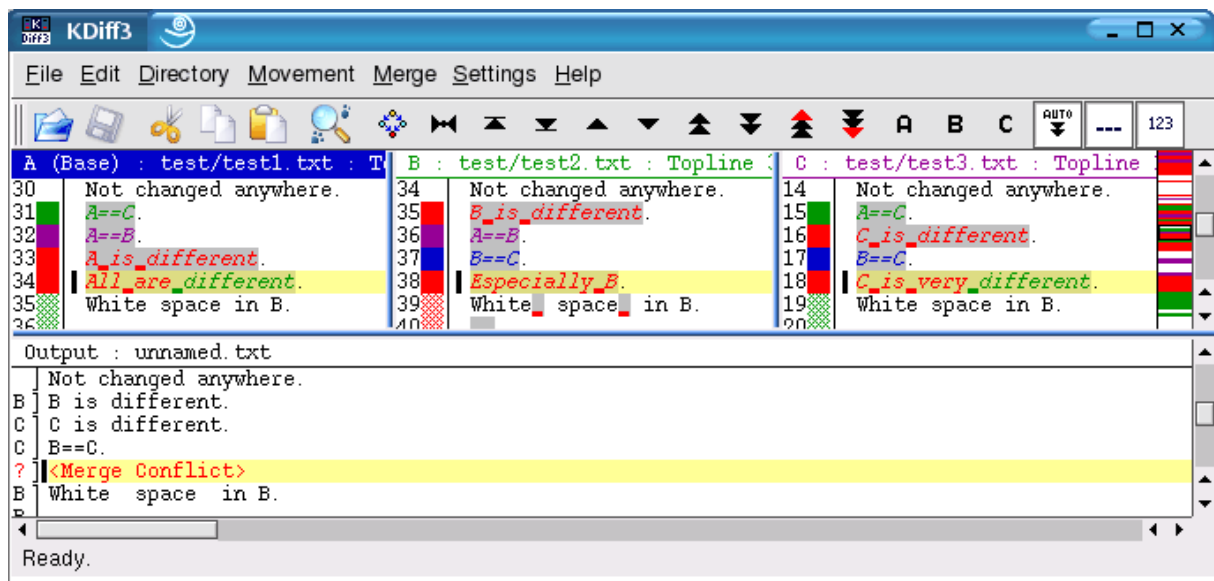 KDiff3
File Edit Directory Movement Merge Settings Help
A B C AUTO --- 123
A (Base) : test/test1.txt :
30 Not changed anywhere.
31 A==C.
32 A==B.
33 A_is_different.
34 All_are_different.
35 White space in B.
36
B : test/test2.txt : Topline
34 Not changed anywhere.
35 B_is_different.
36 A==B.
37 B==C.
38 Especially_B.
39 White_ space_ in B.
40
C : test/test3.txt : Topline
14 Not changed anywhere.
15 A==C.
16 C_is_different.
17 B==C.
18 C_is_very_different.
19 White space in B.
20
Output : unnamed.txt
Not changed anywhere.
B B is different.
C C is different.
C B==C.
? <Merge Conflict>
B White  space  in B.
B
Ready.